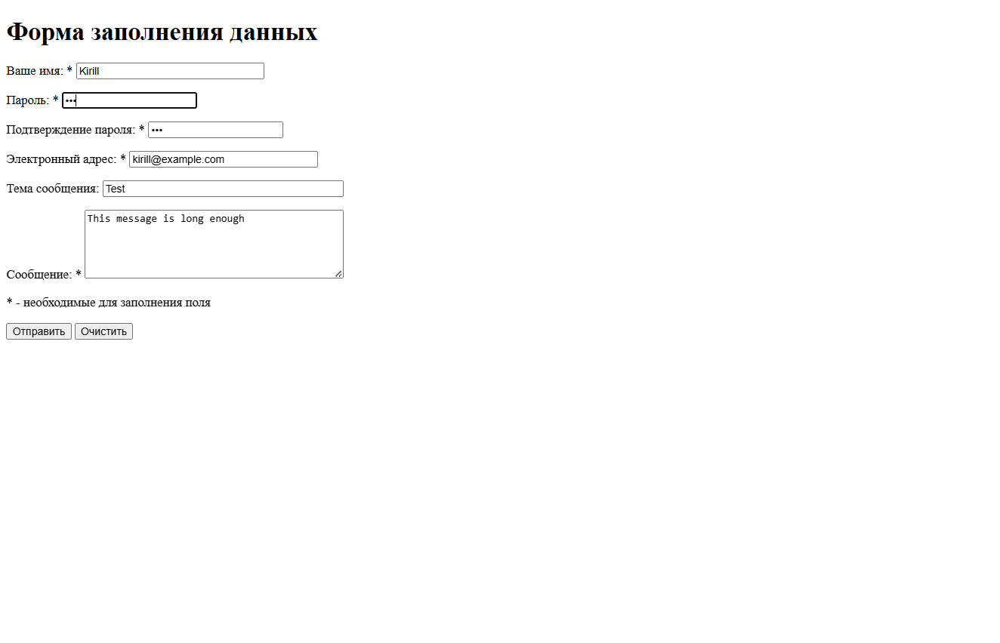 Форма заполнения данных
Ваше имя: * Kirill
Пароль: * •••
Подтверждение пароля: * •••
Электронный адрес: * kirill@example.com
Тема сообщения: Test
This message is long enough
Сообщение: *
* - необходимые для заполнения поля
Отправить Очистить